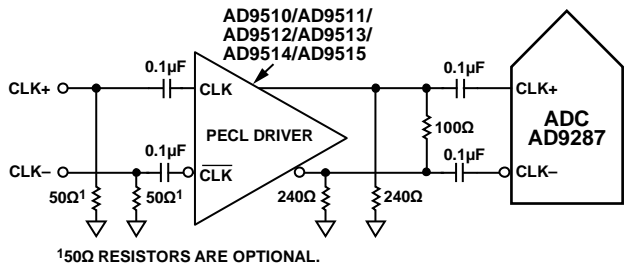 AD9510/AD9511/
AD9512/AD9513/
AD9514/AD9515
0.1µF
0.1µF
CLK+
CLK
CLK+
ADC
AD9287
100Ω
PECL DRIVER
0.1µF
0.1µF
CLK–
C̅L̅K̅
CLK–
50Ω¹
50Ω¹
240Ω
240Ω
¹50Ω RESISTORS ARE OPTIONAL.